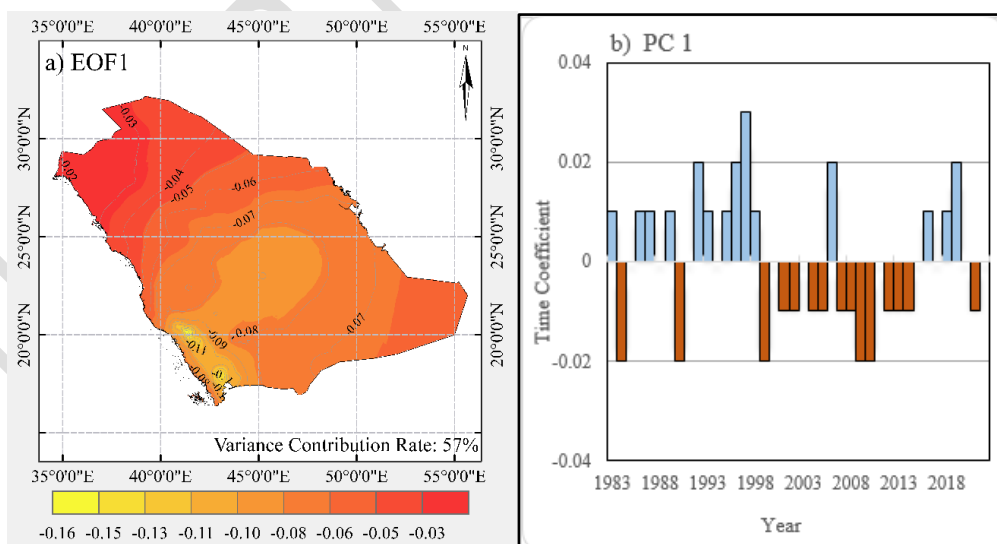 35°0'0"E 40°0'0"E 45°0'0"E 50°0'0"E 55°0'0"E
a) EOF1
N
30°0'0"N 30°0'0"N
25°0'0"N 25°0'0"N
20°0'0"N 20°0'0"N
-0.03
-0.02
-0.04
-0.05
-0.06
-0.07
-0.08
-0.09
-0.11
-0.08
-0.07
Variance Contribution Rate: 57%
35°0'0"E 40°0'0"E 45°0'0"E 50°0'0"E 55°0'0"E
-0.16 -0.15 -0.13 -0.11 -0.10 -0.08 -0.06 -0.05 -0.03
b) PC 1
0.04
0.02
0
-0.02
-0.04
Time Coefficient
1983 1988 1993 1998 2003 2008 2013 2018
Year